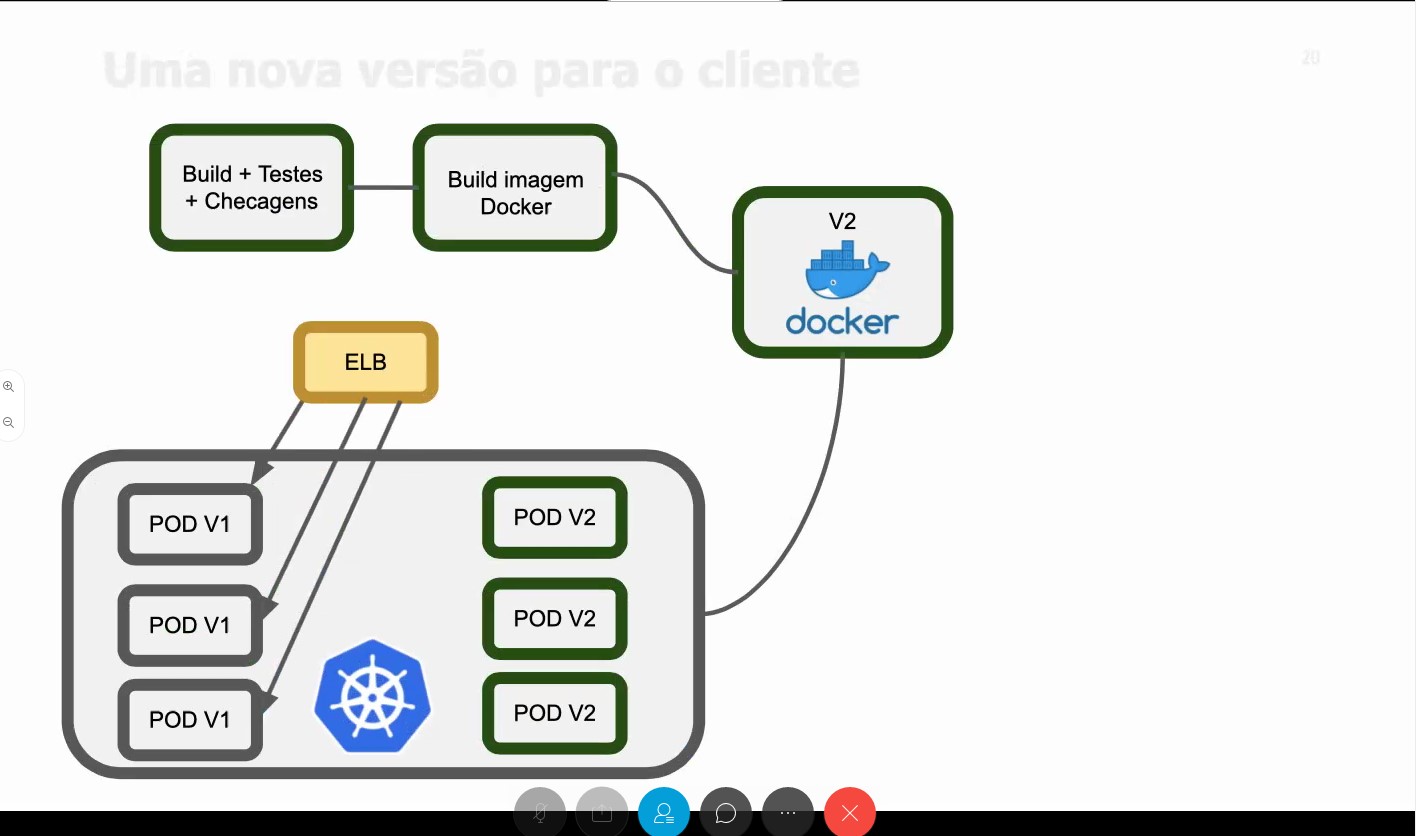 Uma nova versão para o cliente
20
Build + Testes
+ Checagens
Build imagem
Docker
V2
docker
ELB
POD V1
POD V2
POD V1
POD V2
POD V1
POD V2